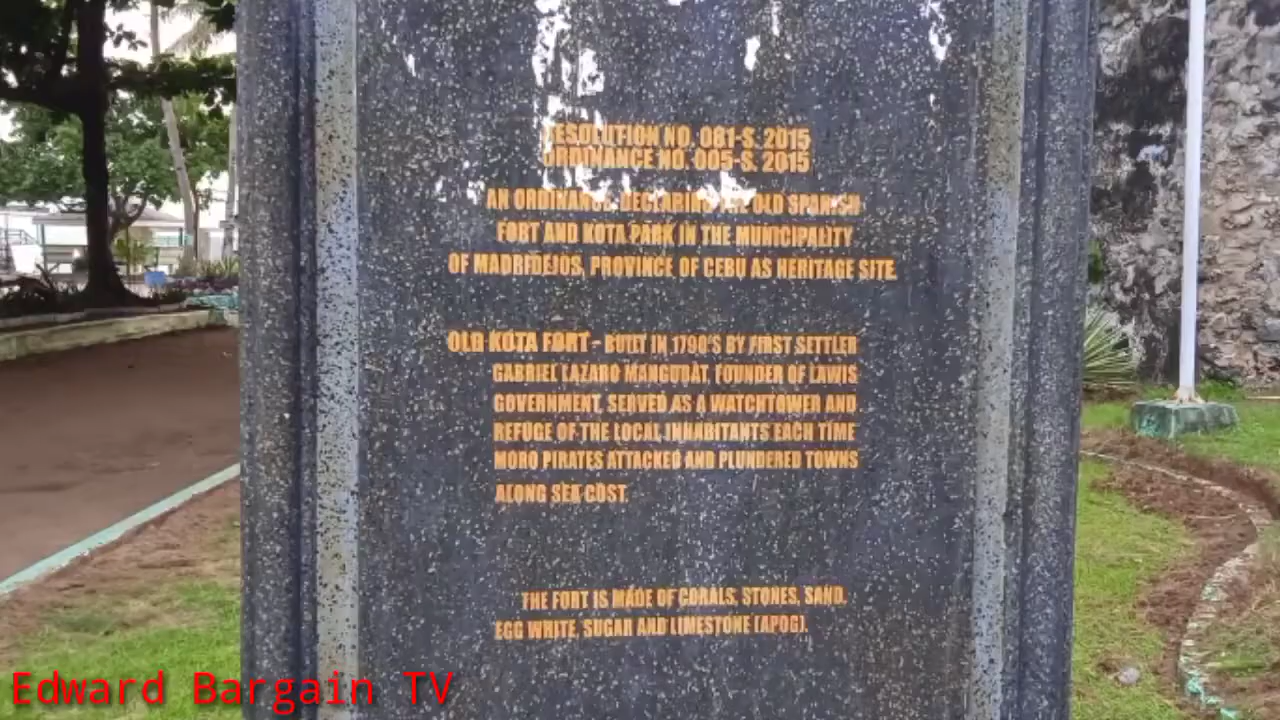 RESOLUTION NO. 081-S. 2015
ORDINANCE NO. 005-S. 2015
AN ORDINANCE DECLARING THE OLD SPANISH
FORT AND KOTA PARK IN THE MUNICIPALITY
OF MADRIDEJOS, PROVINCE OF CEBU AS HERITAGE SITE.
OLD KOTA FORT - BUILT IN 1790'S BY FIRST SETTLER
GABRIEL LAZARO MANGUBAT, FOUNDER OF LAWIS
GOVERNMENT, SERVED AS A WATCHTOWER AND
REFUGE OF THE LOCAL INHABITANTS EACH TIME
MORO PIRATES ATTACKED AND PLUNDERED TOWNS
ALONG SEA COST.
THE FORT IS MADE OF CORALS, STONES, SAND,
EGG WRITE, SUGAR AND LIMESTONE (APOG).
Edward Bargain TV